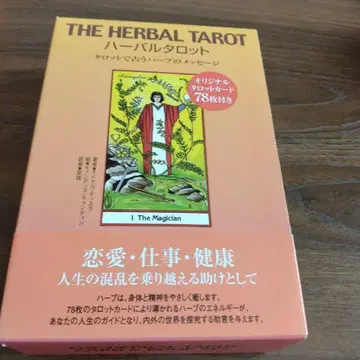 THE HERBAL TAROT
ハーバルタロット
タロットで占うハーブのメッセージ
オリジナル
タロットカード
78枚付き
I The Magician
恋愛・仕事・健康
人生の混乱を乗り越える助けとして
ハーブは、身体と精神をやさしく癒します。
78枚のタロットカードにより導かれるハーブのエネルギーが、
あなたの人生のガイドとなり、内外の世界を探究する助言を与えます。